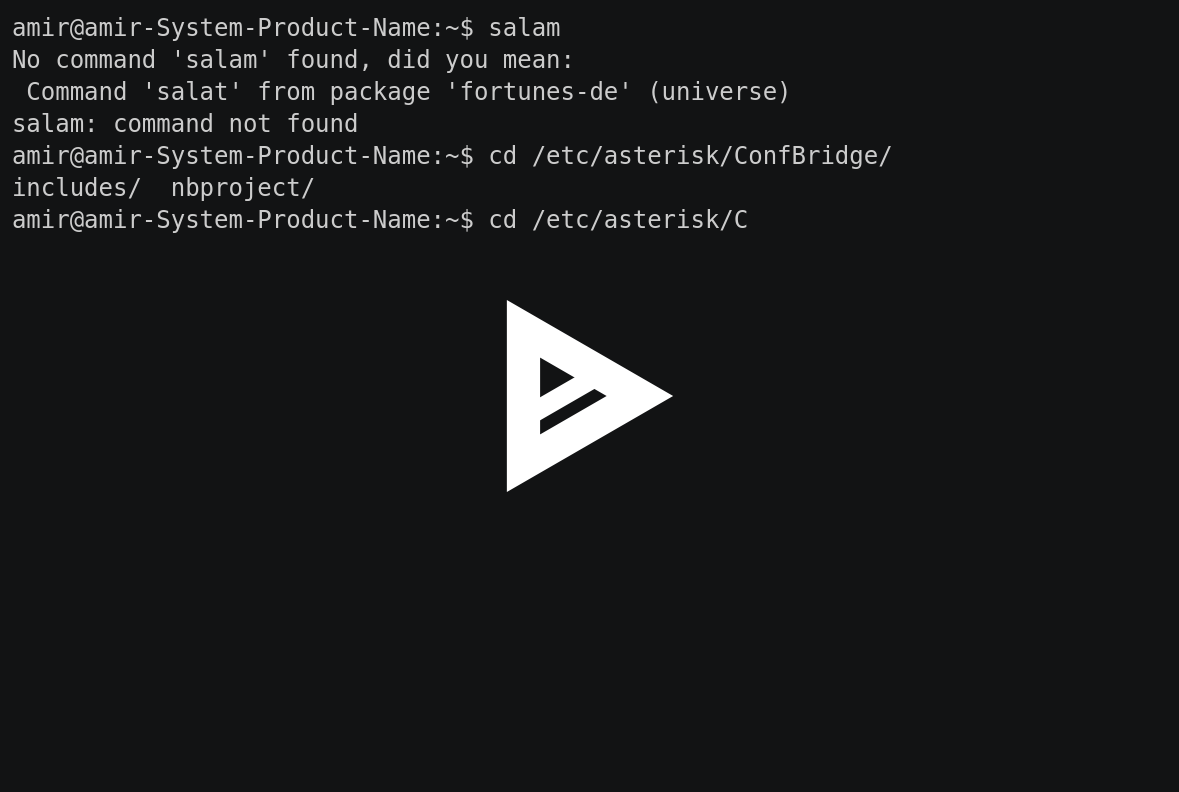 amir@amir-System-Product-Name:~$ salam
No command 'salam' found, did you mean:
 Command 'salat' from package 'fortunes-de' (universe)
salam: command not found
amir@amir-System-Product-Name:~$ cd /etc/asterisk/ConfBridge/
includes/  nbproject/
amir@amir-System-Product-Name:~$ cd /etc/asterisk/C